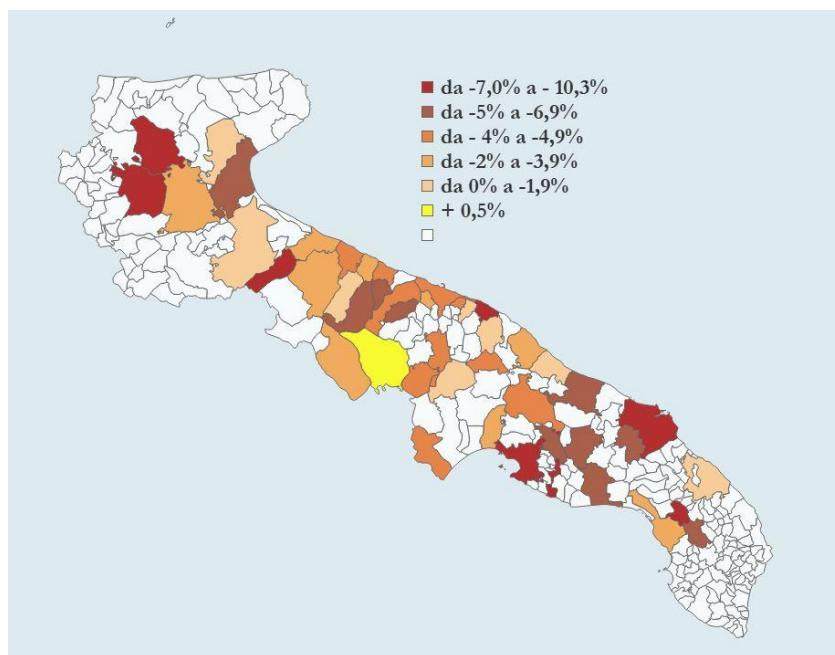 da -7,0% a - 10,3%
da -5% a -6,9%
da - 4% a -4,9%
da -2% a -3,9%
da 0% a -1,9%
+ 0,5%